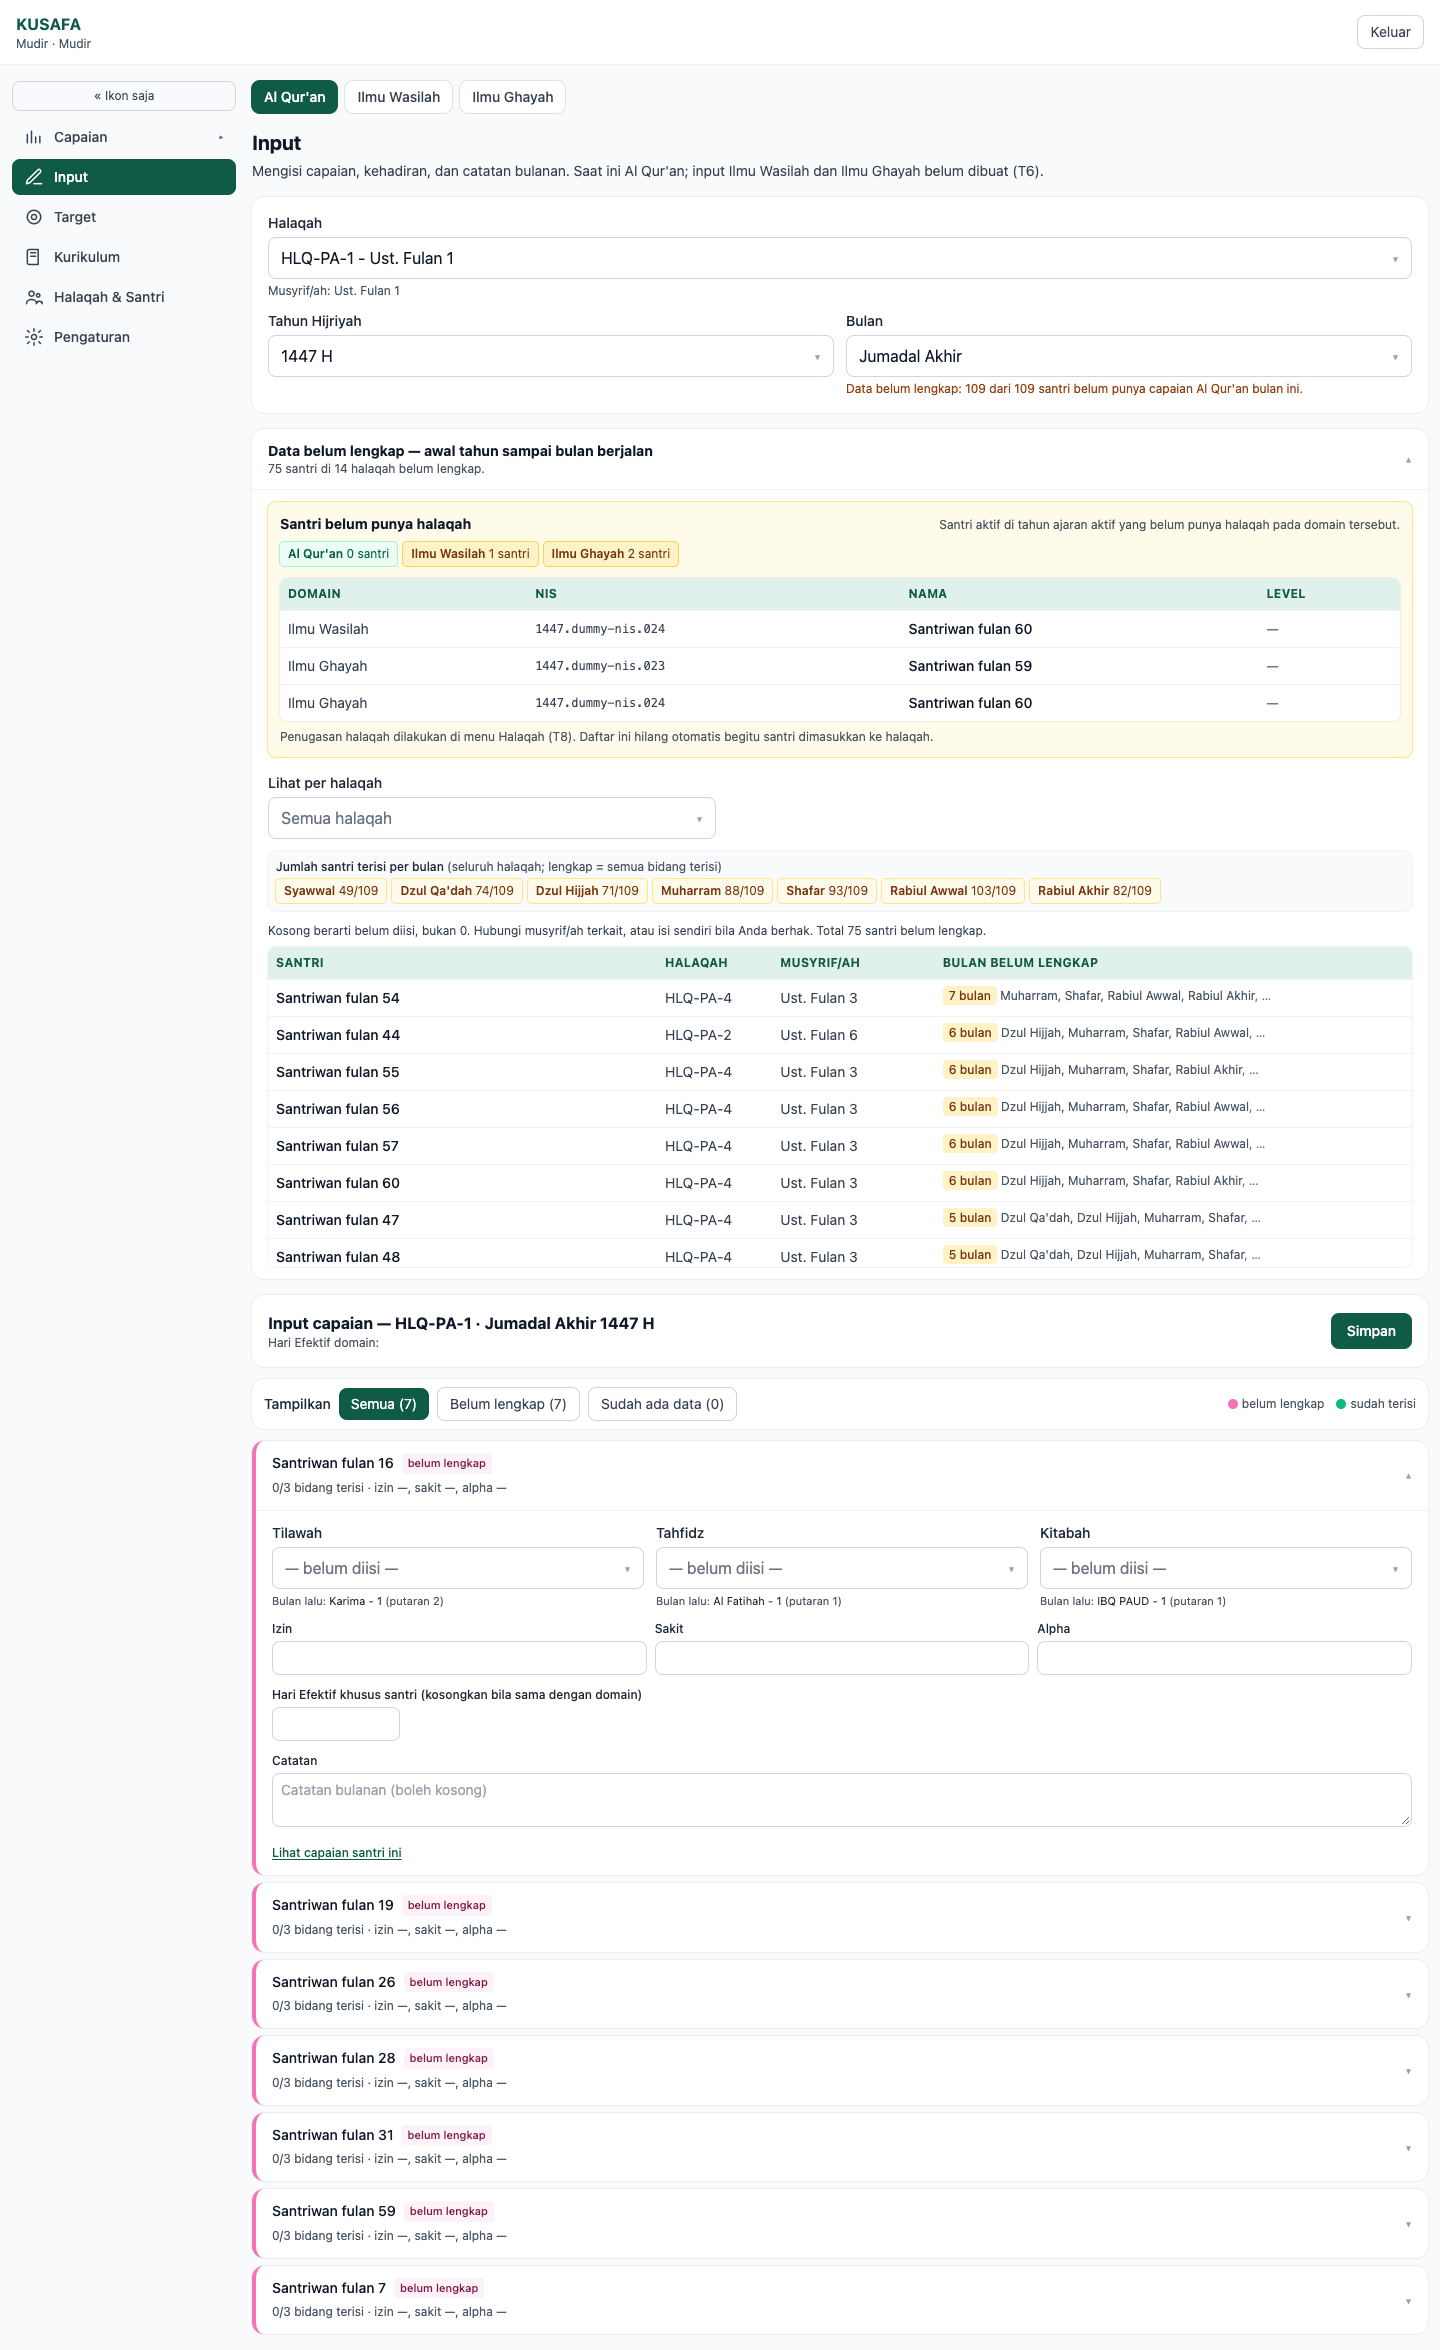 KUSAFA
Mudir · Mudir
Keluar
« Ikon saja
Capaian
Input
Target
Kurikulum
Halaqah & Santri
Pengaturan
Al Qur'an
Ilmu Wasilah
Ilmu Ghayah
Input
Mengisi capaian, kehadiran, dan catatan bulanan. Saat ini Al Qur'an; input Ilmu Wasilah dan Ilmu Ghayah belum dibuat (T6).
Halaqah
HLQ-PA-1 - Ust. Fulan 1
Musyrif/ah: Ust. Fulan 1
Tahun Hijriyah
Bulan
1447 H
Jumadal Akhir
Data belum lengkap: 109 dari 109 santri belum punya capaian Al Qur'an bulan ini.
Data belum lengkap — awal tahun sampai bulan berjalan
75 santri di 14 halaqah belum lengkap.
Santri belum punya halaqah
Santri aktif di tahun ajaran aktif yang belum punya halaqah pada domain tersebut.
Al Qur'an 0 santri
Ilmu Wasilah 1 santri
Ilmu Ghayah 2 santri
DOMAIN NIS NAMA LEVEL
Ilmu Wasilah 1447.dummy-nis.024 Santriwan fulan 60 —
Ilmu Ghayah 1447.dummy-nis.023 Santriwan fulan 59 —
Ilmu Ghayah 1447.dummy-nis.024 Santriwan fulan 60 —
Penugasan halaqah dilakukan di menu Halaqah (T8). Daftar ini hilang otomatis begitu santri dimasukkan ke halaqah.
Lihat per halaqah
Semua halaqah
Jumlah santri terisi per bulan (seluruh halaqah; lengkap = semua bidang terisi)
Syawwal 49/109 Dzul Qa'dah 74/109 Dzul Hijjah 71/109 Muharram 88/109 Shafar 93/109 Rabiul Awwal 103/109 Rabiul Akhir 82/109
Kosong berarti belum diisi, bukan 0. Hubungi musyrif/ah terkait, atau isi sendiri bila Anda berhak. Total 75 santri belum lengkap.
SANTRI HALAQAH MUSYRIF/AH BULAN BELUM LENGKAP
Santriwan fulan 54 HLQ-PA-4 Ust. Fulan 3 7 bulan Muharram, Shafar, Rabiul Awwal, Rabiul Akhir, ...
Santriwan fulan 44 HLQ-PA-2 Ust. Fulan 6 6 bulan Dzul Hijjah, Muharram, Shafar, Rabiul Awwal, ...
Santriwan fulan 55 HLQ-PA-4 Ust. Fulan 3 6 bulan Dzul Hijjah, Muharram, Shafar, Rabiul Akhir, ...
Santriwan fulan 56 HLQ-PA-4 Ust. Fulan 3 6 bulan Dzul Hijjah, Muharram, Shafar, Rabiul Awwal, ...
Santriwan fulan 57 HLQ-PA-4 Ust. Fulan 3 6 bulan Dzul Hijjah, Muharram, Shafar, Rabiul Awwal, ...
Santriwan fulan 60 HLQ-PA-4 Ust. Fulan 3 6 bulan Dzul Hijjah, Muharram, Shafar, Rabiul Akhir, ...
Santriwan fulan 47 HLQ-PA-4 Ust. Fulan 3 5 bulan Dzul Qa'dah, Dzul Hijjah, Muharram, Shafar, ...
Santriwan fulan 48 HLQ-PA-4 Ust. Fulan 3 5 bulan Dzul Qa'dah, Dzul Hijjah, Muharram, Shafar, ...
Input capaian — HLQ-PA-1 · Jumadal Akhir 1447 H
Hari Efektif domain:
Simpan
Tampilkan Semua (7) Belum lengkap (7) Sudah ada data (0) belum lengkap sudah terisi
Santriwan fulan 16 belum lengkap
0/3 bidang terisi · izin —, sakit —, alpha —
Tilawah Tahfidz Kitabah
— belum diisi — — belum diisi — — belum diisi —
Bulan lalu: Karima - 1 (putaran 2) Bulan lalu: Al Fatihah - 1 (putaran 1) Bulan lalu: IBQ PAUD - 1 (putaran 1)
Izin Sakit Alpha
Hari Efektif khusus santri (kosongkan bila sama dengan domain)
Catatan
Catatan bulanan (boleh kosong)
Lihat capaian santri ini
Santriwan fulan 19 belum lengkap
0/3 bidang terisi · izin —, sakit —, alpha —
Santriwan fulan 26 belum lengkap
0/3 bidang terisi · izin —, sakit —, alpha —
Santriwan fulan 28 belum lengkap
0/3 bidang terisi · izin —, sakit —, alpha —
Santriwan fulan 31 belum lengkap
0/3 bidang terisi · izin —, sakit —, alpha —
Santriwan fulan 59 belum lengkap
0/3 bidang terisi · izin —, sakit —, alpha —
Santriwan fulan 7 belum lengkap
0/3 bidang terisi · izin —, sakit —, alpha —